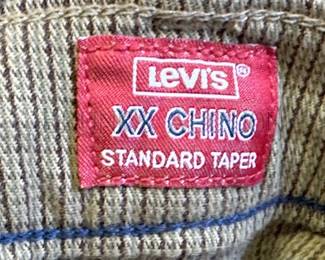 Levi's ®
XX CHINO
STANDARD TAPER